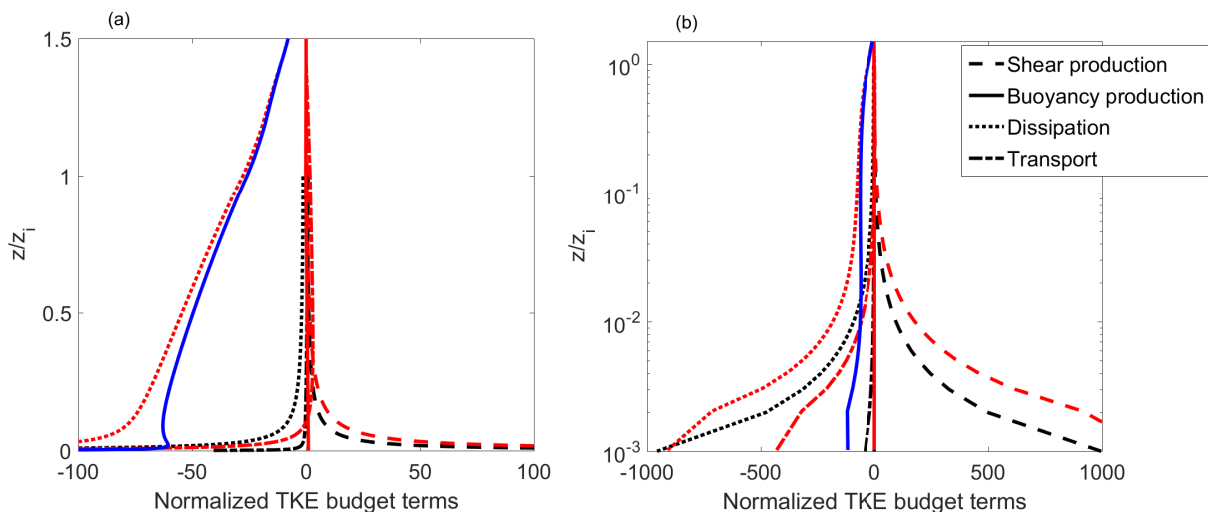 (a)
1.5
1
0.5
0
z/z_i
-100
-50
0
50
100
Normalized TKE budget terms
(b)
10^0
10^-1
10^-2
10^-3
z/z_i
-1000
-500
0
500
1000
Normalized TKE budget terms
Shear production
Buoyancy production
Dissipation
Transport